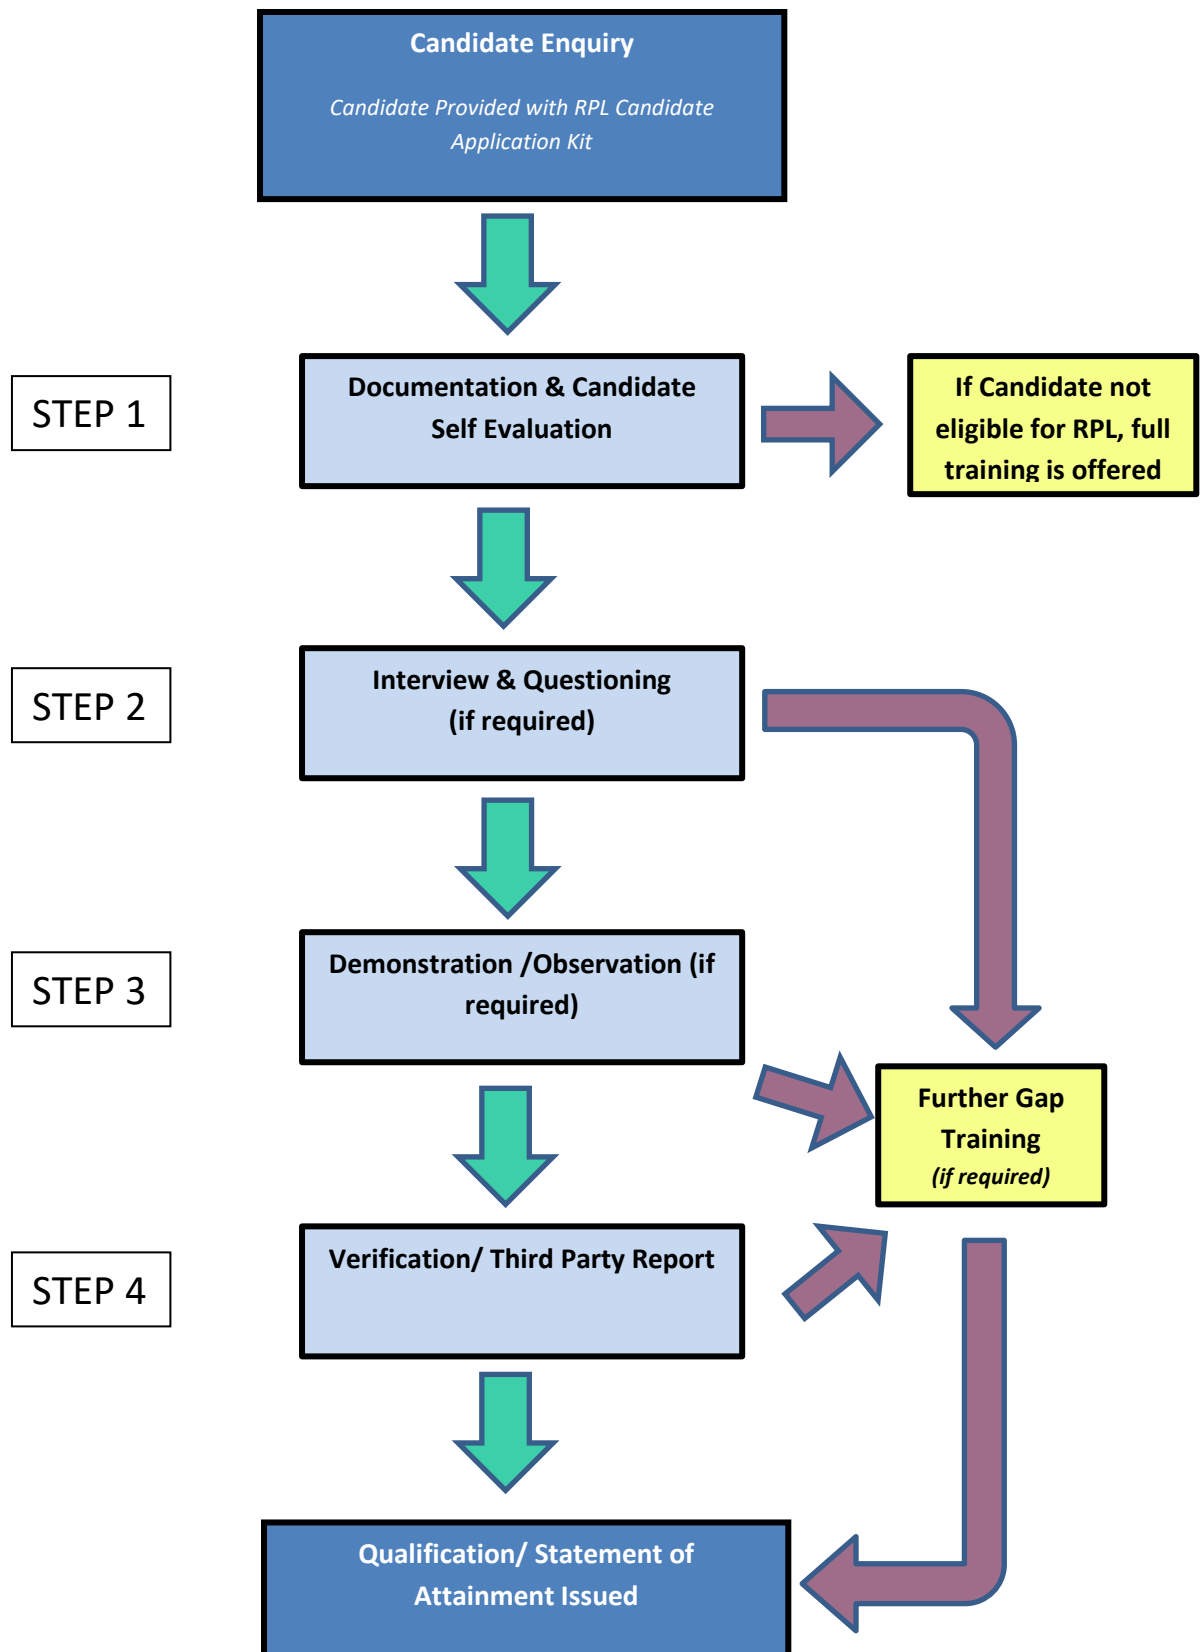 Candidate Enquiry
Candidate Provided with RPL Candidate
Application Kit
STEP 1
Documentation & Candidate
Self Evaluation
If Candidate not
eligible for RPL, full
training is offered
STEP 2
Interview & Questioning
(if required)
STEP 3
Demonstration /Observation (if
required)
Further Gap
Training
(if required)
STEP 4
Verification/ Third Party Report
Qualification/ Statement of
Attainment Issued